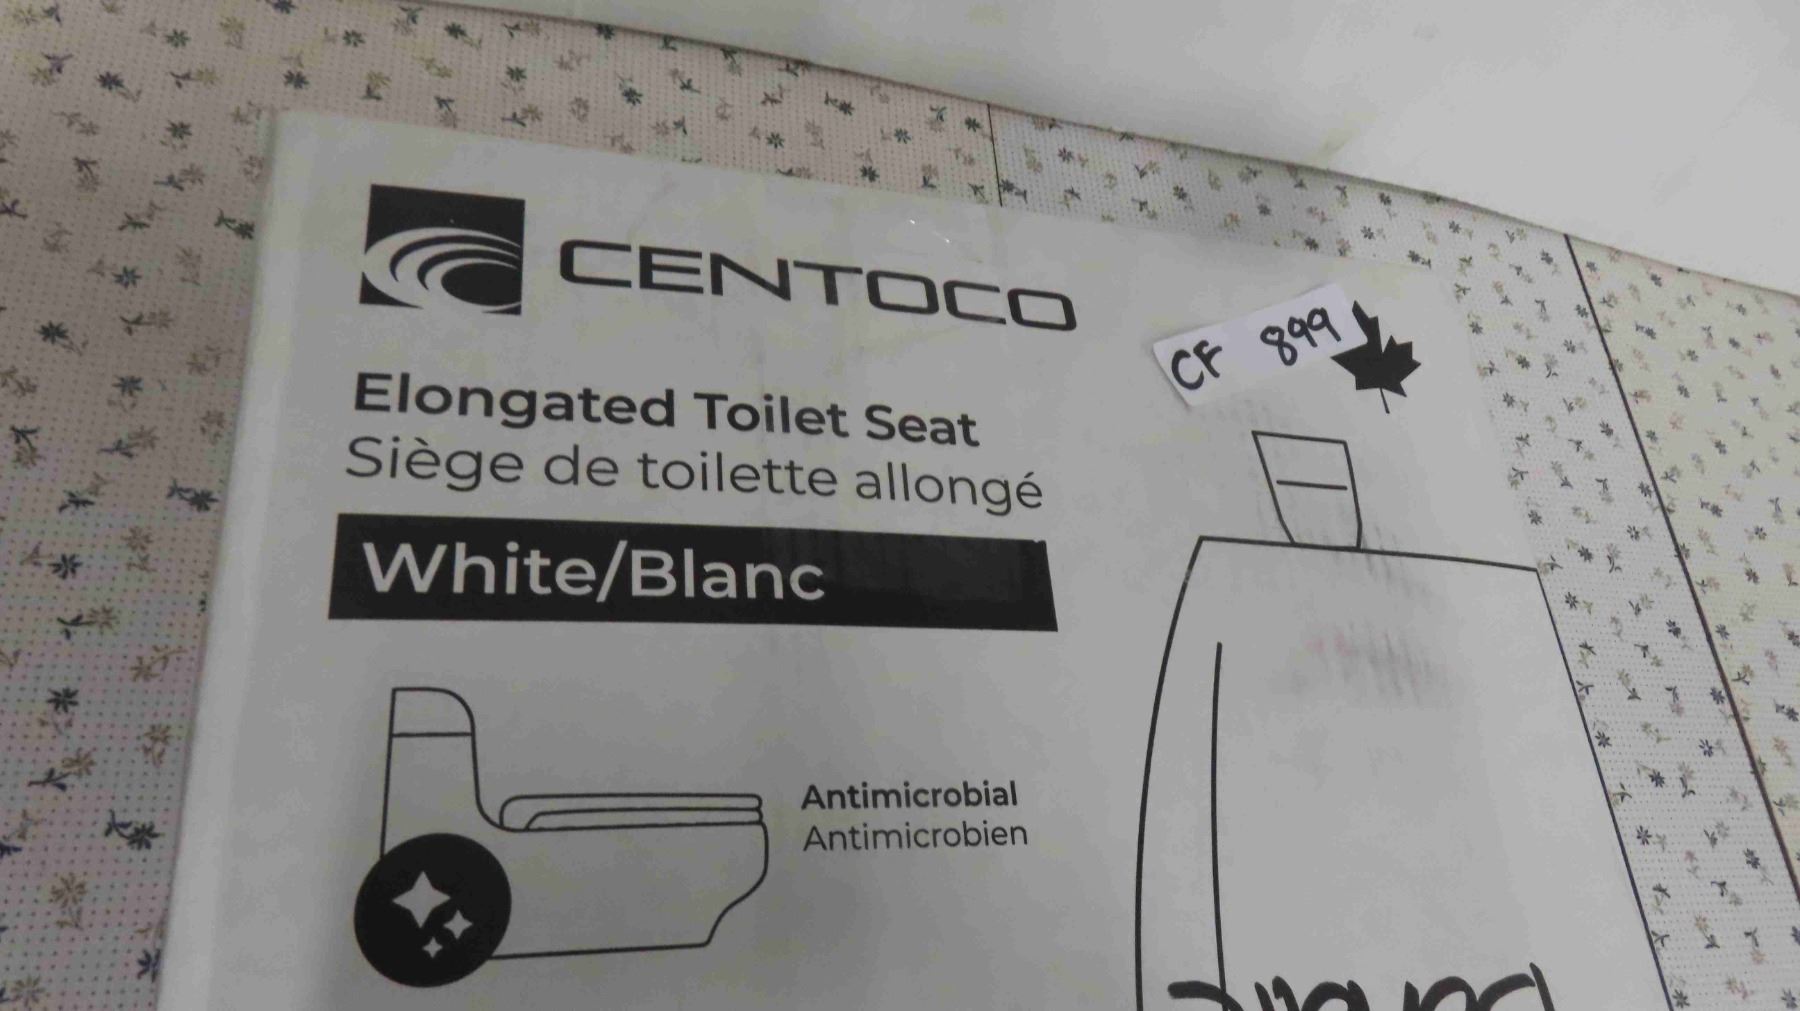 CENTOCO
CF 899
Elongated Toilet Seat
Siège de toilette allongé
White/Blanc
Antimicrobial
Antimicrobien